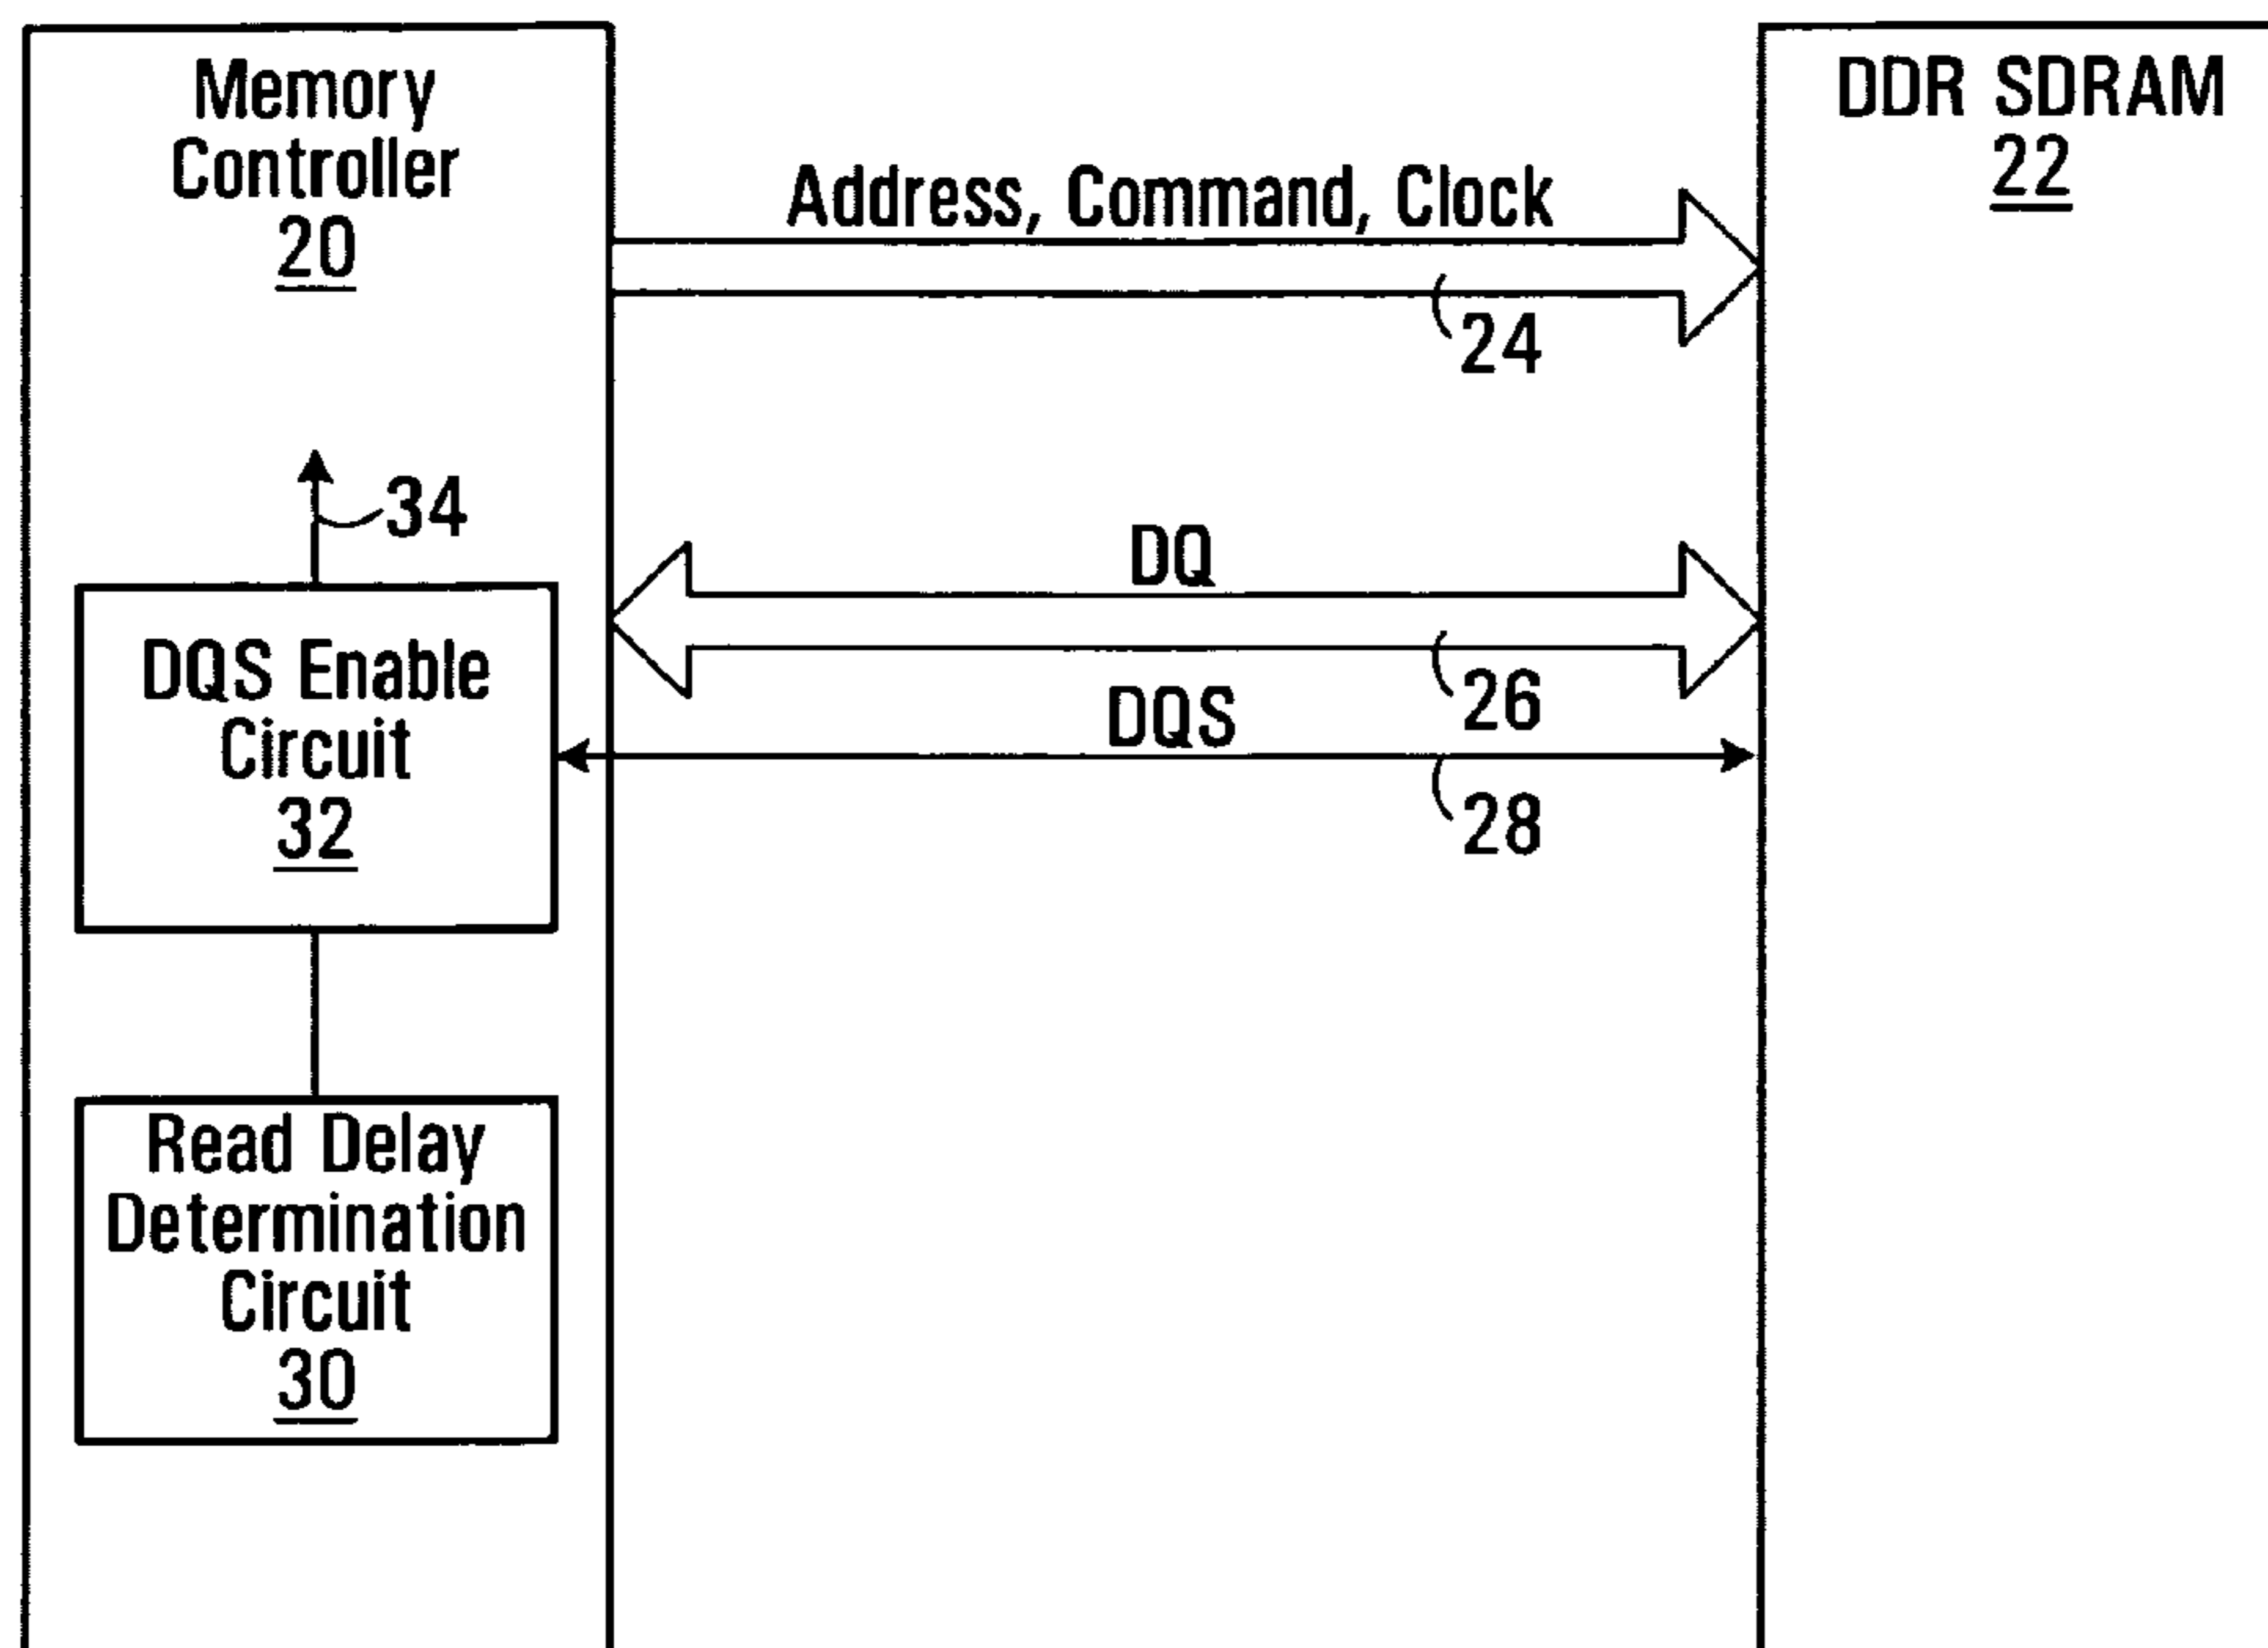 Memory
Controller
20
DDR SDRAM
22
Address, Command, Clock
24
34
DQ
26
DQS Enable
Circuit
32
DQS
28
Read Delay
Determination
Circuit
30